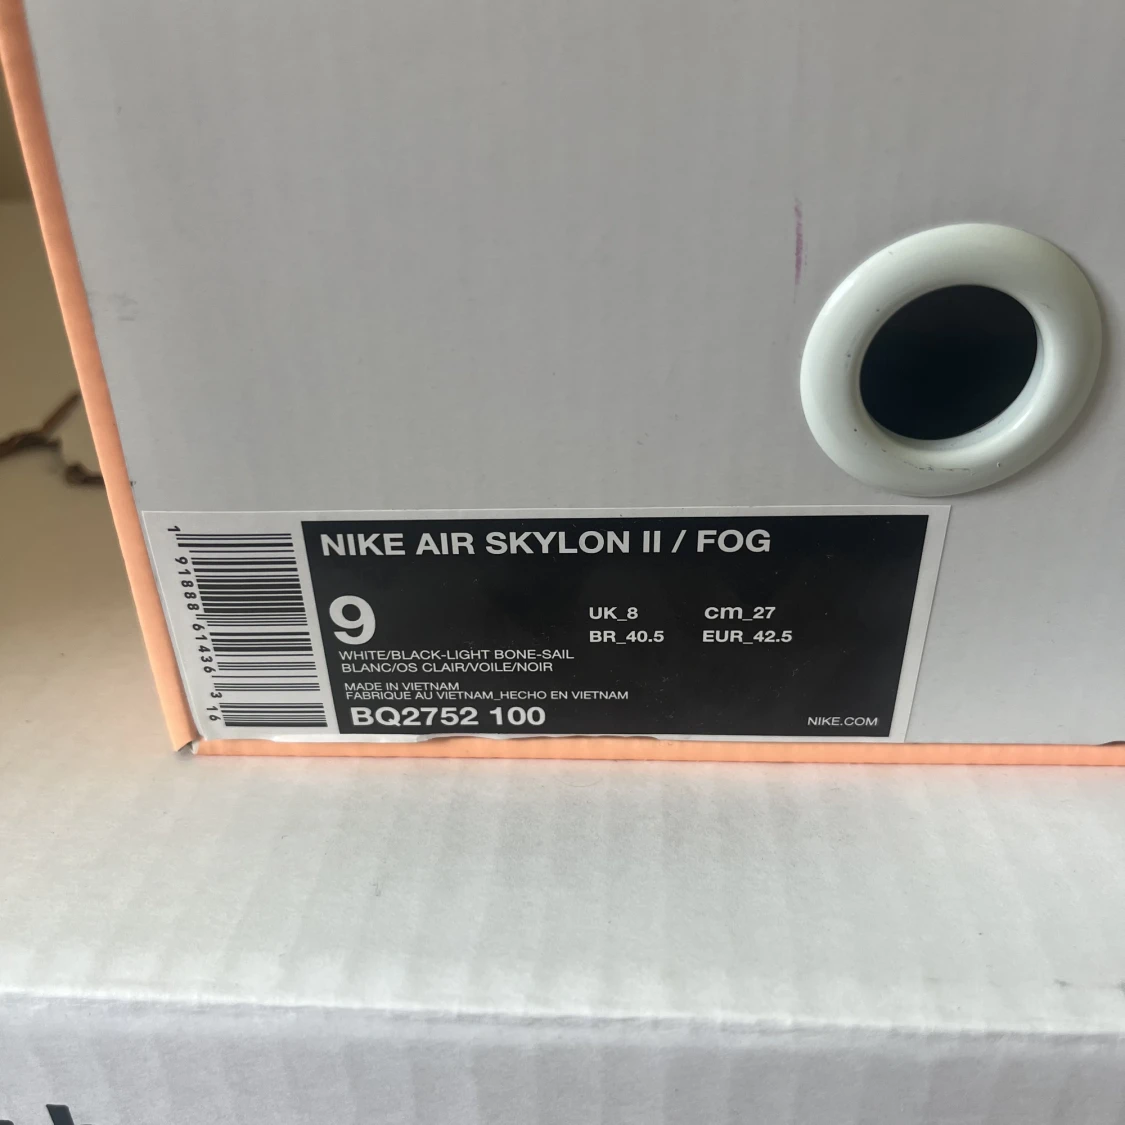 NIKE AIR SKYLON II / FOG
9
UK_8 cm_27
BR_40.5 EUR_42.5
WHITE/BLACK-LIGHT BONE-SAIL
BLANC/OS CLAIR/VOILE/NOIR
MADE IN VIETNAM
FABRIQUE AU VIETNAM_HECHO EN VIETNAM
BQ2752 100
NIKE.COM
1 91888 61436 3 16